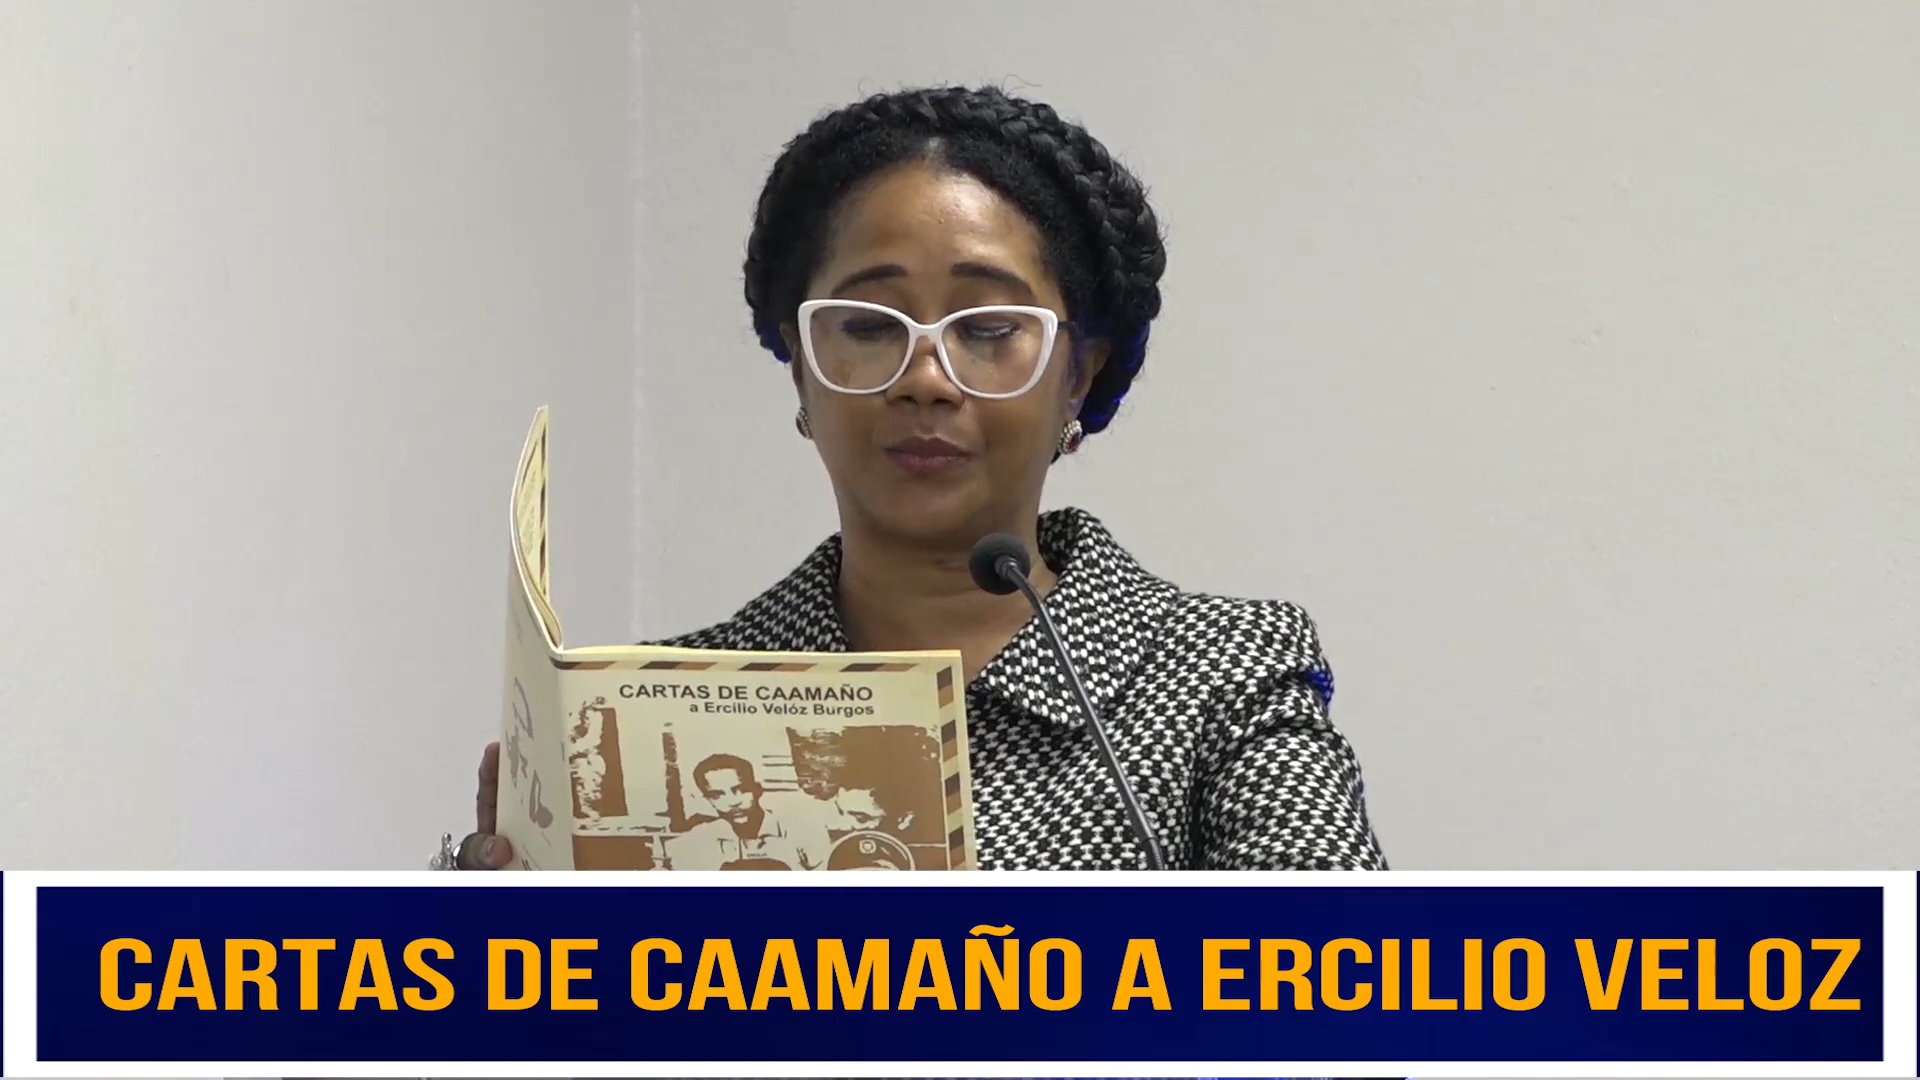 CARTAS DE CAAMAÑO
a Ercilio Velóz Burgos
CARTAS DE CAAMAÑO A ERCILIO VELOZ